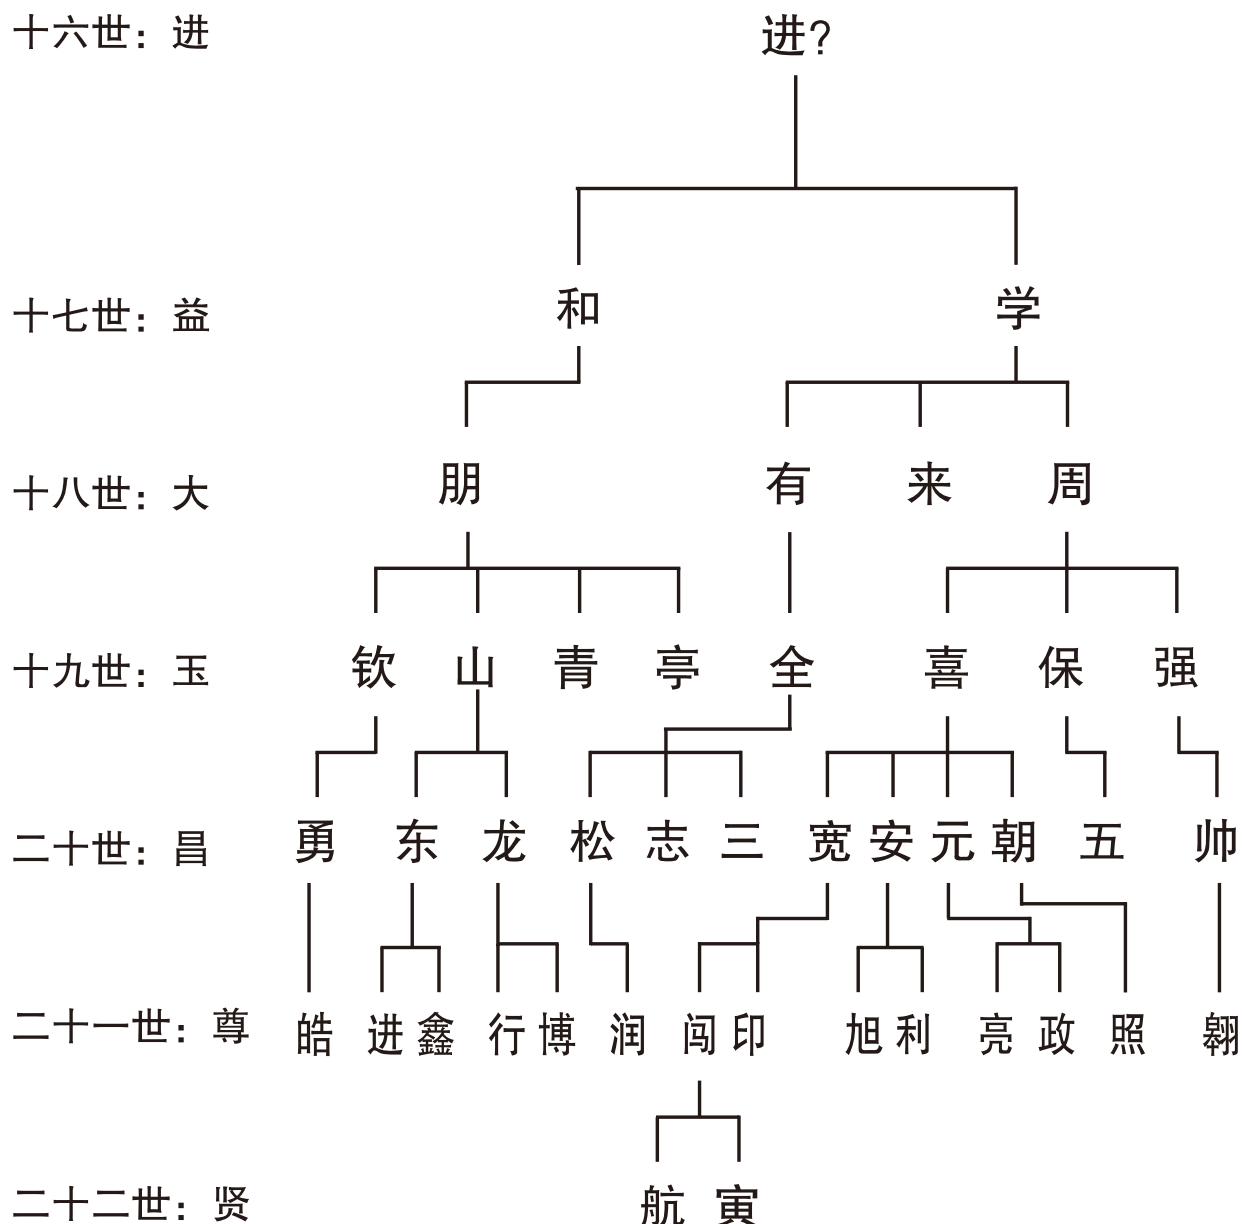 十六世：进 进?
十七世：益 和 学
十八世：大 朋 有 来 周
十九世：玉 钦 山 青 亭 全 喜 保 强
二十世：昌 勇 东 龙 松 志 三 宽 安 元 朝 五 帅
二十一世：尊 皓 进 鑫 行 博 润 闯 印 旭 利 亮 政 照 翱
二十二世：贤 航 寅